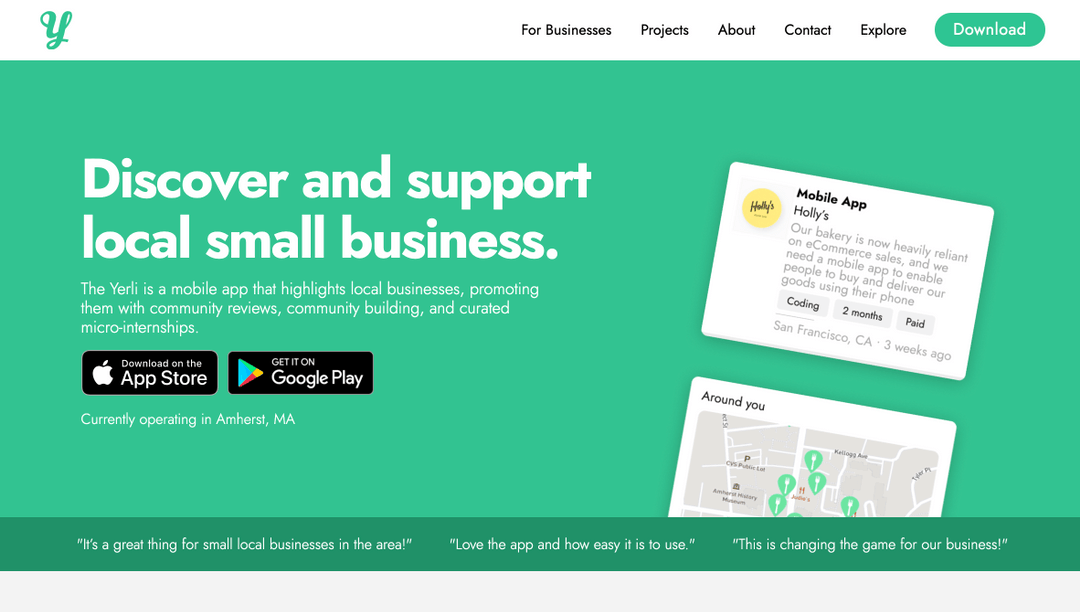 Y
For Businesses
Projects
About
Contact
Explore
Download
Discover and support
local small business.
The Yerli is a mobile app that highlights local businesses, promoting
them with community reviews, community building, and curated
micro-internships.
Download on the
App Store
GET IT ON
Google Play
Currently operating in Amherst, MA
Holly's
Mobile App
Holly's
Our bakery is now heavily reliant
on eCommerce sales, and we
need a mobile app to enable
people to buy and deliver our
goods using their phone
Coding
2 months
Paid
San Francisco, CA · 3 weeks ago
Around you
Kellogg Ave
P
CVS Public Lot
Amherst History
Museum
Judie's
"It's a great thing for small local businesses in the area!"
"Love the app and how easy it is to use."
"This is changing the game for our business!"